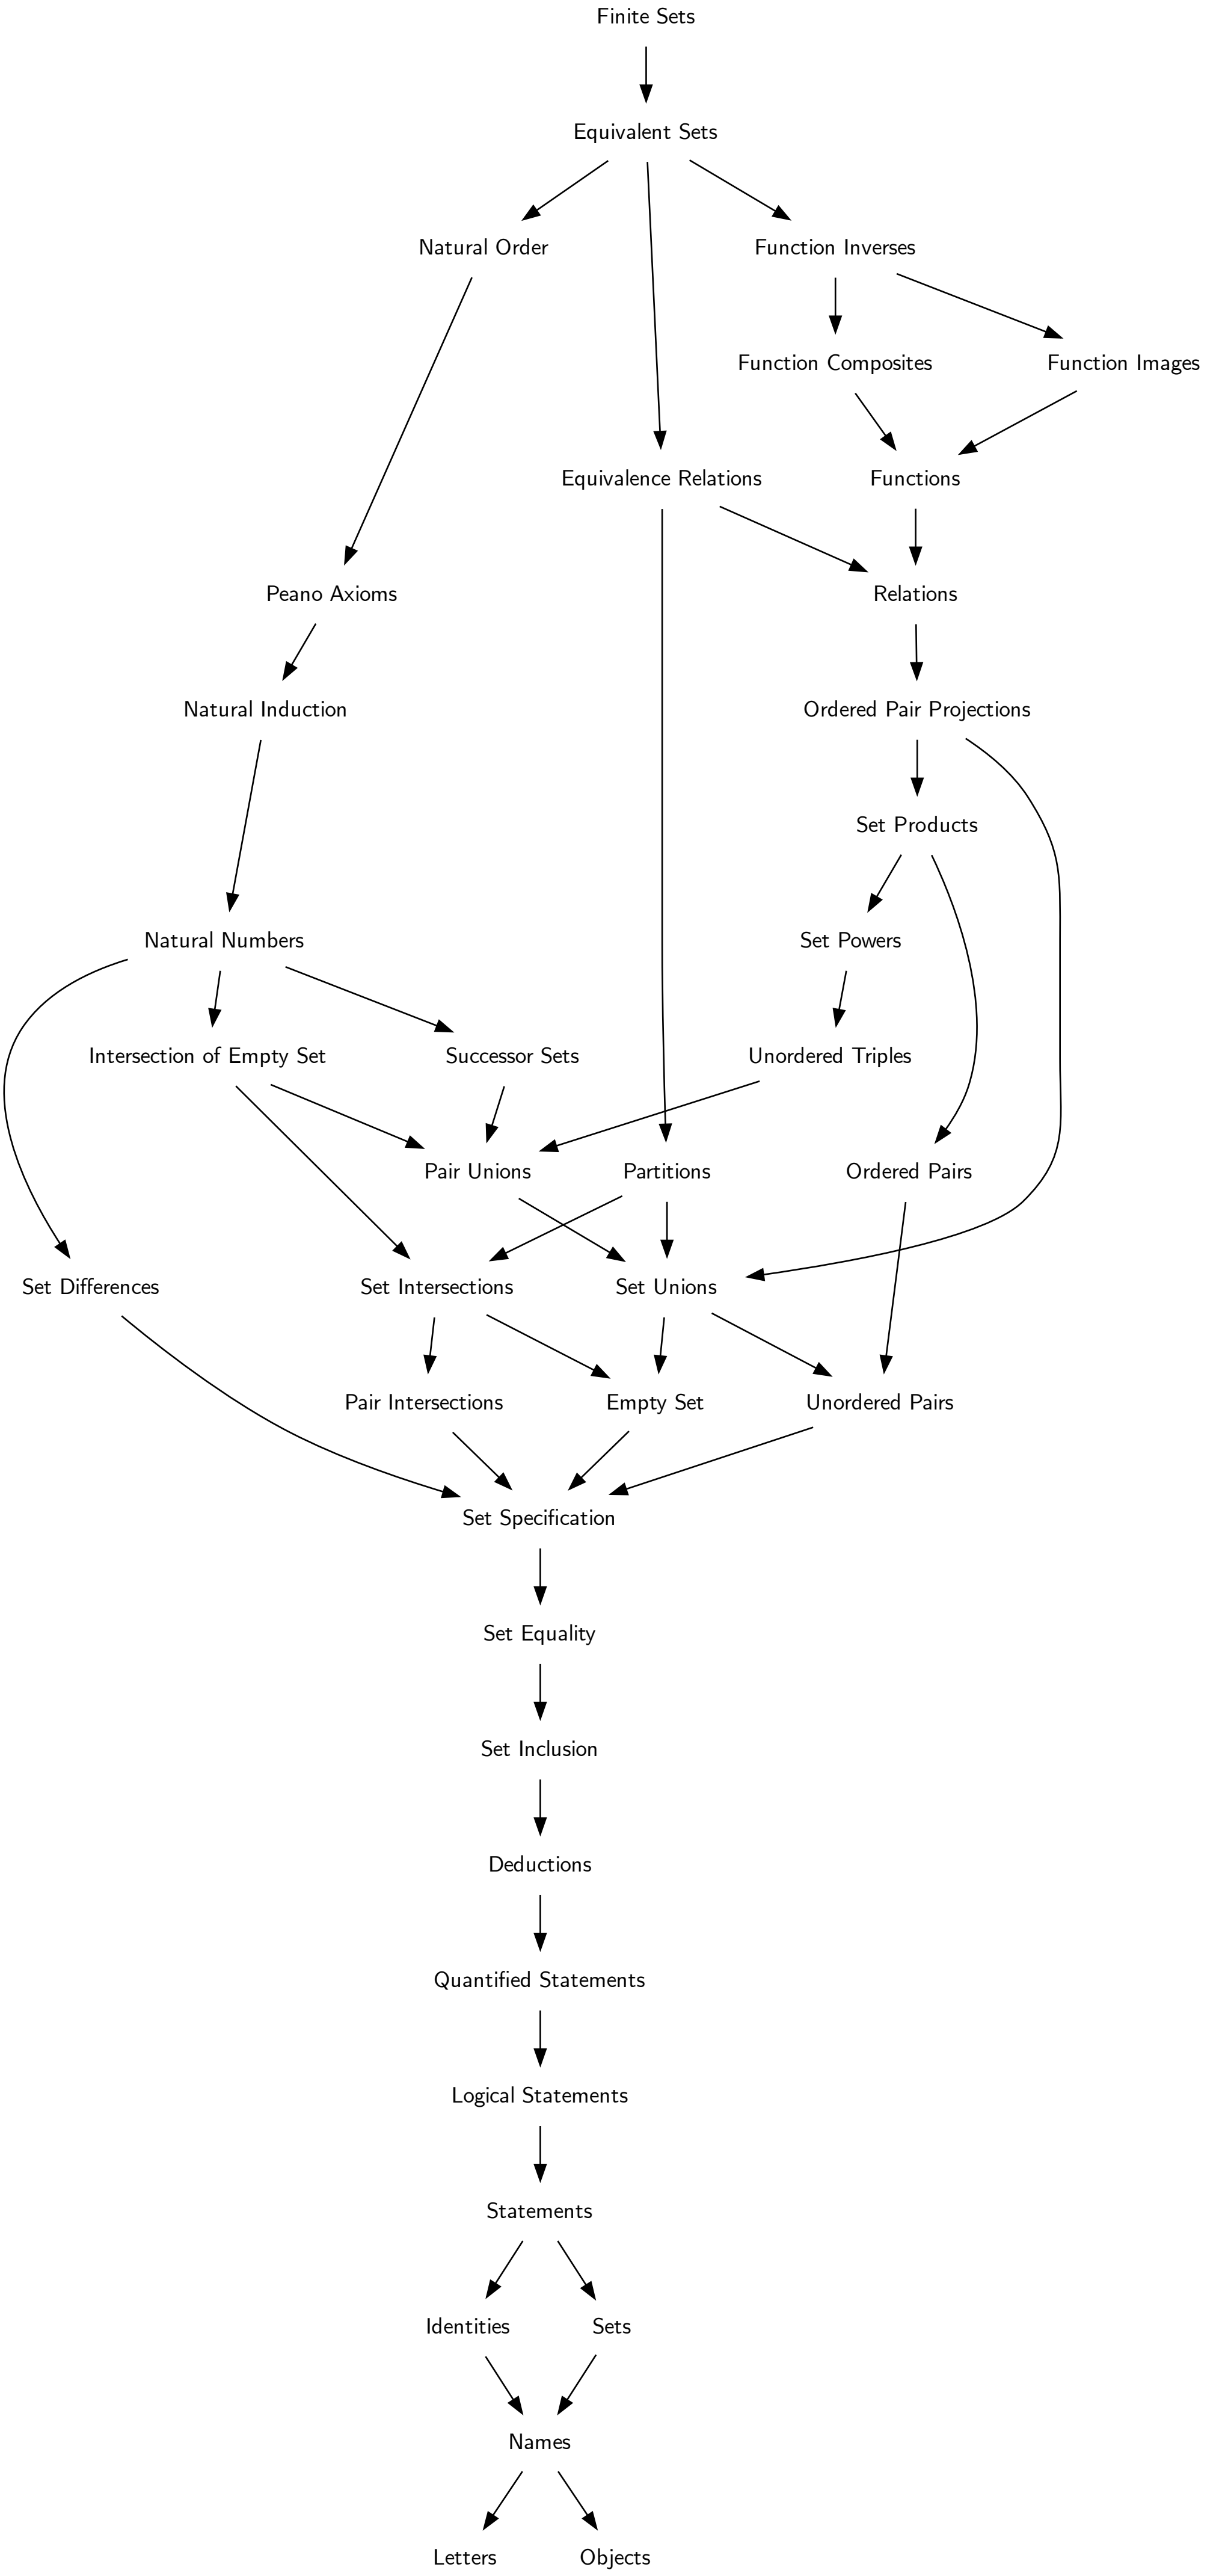 Finite Sets
Equivalent Sets
Natural Order
Function Inverses
Function Composites
Function Images
Equivalence Relations
Functions
Peano Axioms
Relations
Natural Induction
Ordered Pair Projections
Set Products
Natural Numbers
Set Powers
Intersection of Empty Set
Successor Sets
Unordered Triples
Pair Unions
Partitions
Ordered Pairs
Set Differences
Set Intersections
Set Unions
Pair Intersections
Empty Set
Unordered Pairs
Set Specification
Set Equality
Set Inclusion
Deductions
Quantified Statements
Logical Statements
Statements
Identities
Sets
Names
Letters
Objects